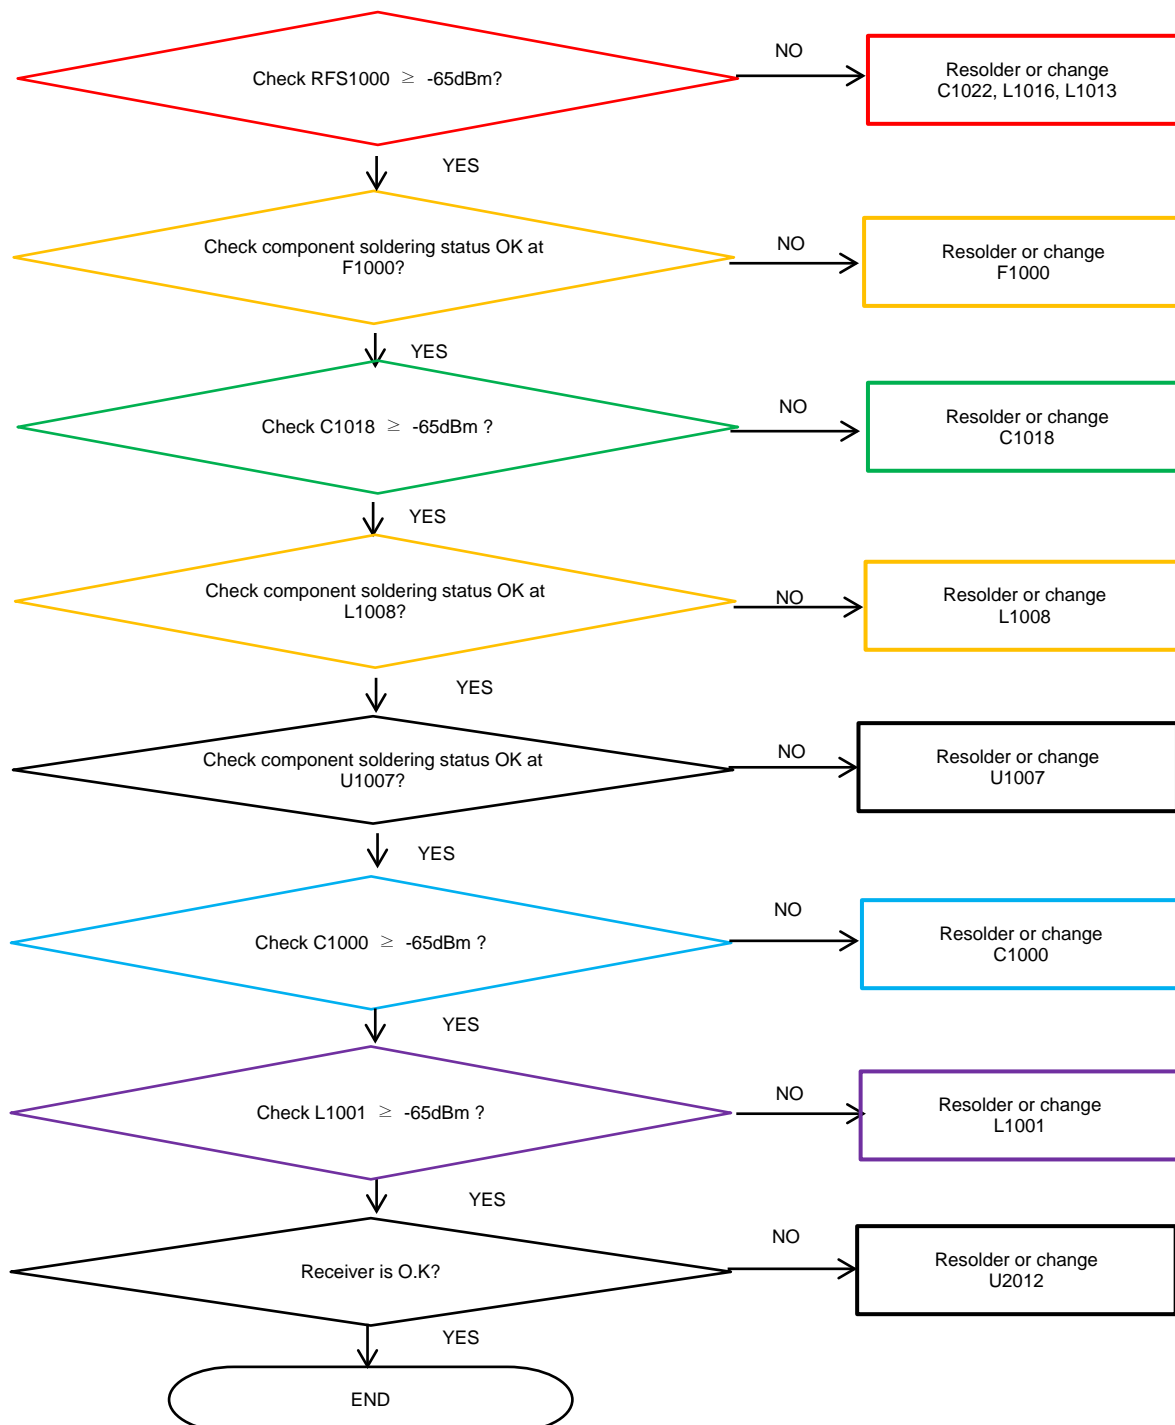 Check RFS1000 ≥ -65dBm?
NO
Resolder or change
C1022, L1016, L1013
YES
Check component soldering status OK at
F1000?
NO
Resolder or change
F1000
YES
Check C1018 ≥ -65dBm ?
NO
Resolder or change
C1018
YES
Check component soldering status OK at
L1008?
NO
Resolder or change
L1008
YES
Check component soldering status OK at
U1007?
NO
Resolder or change
U1007
YES
Check C1000 ≥ -65dBm ?
NO
Resolder or change
C1000
YES
Check L1001 ≥ -65dBm ?
NO
Resolder or change
L1001
YES
Receiver is O.K?
NO
Resolder or change
U2012
YES
END